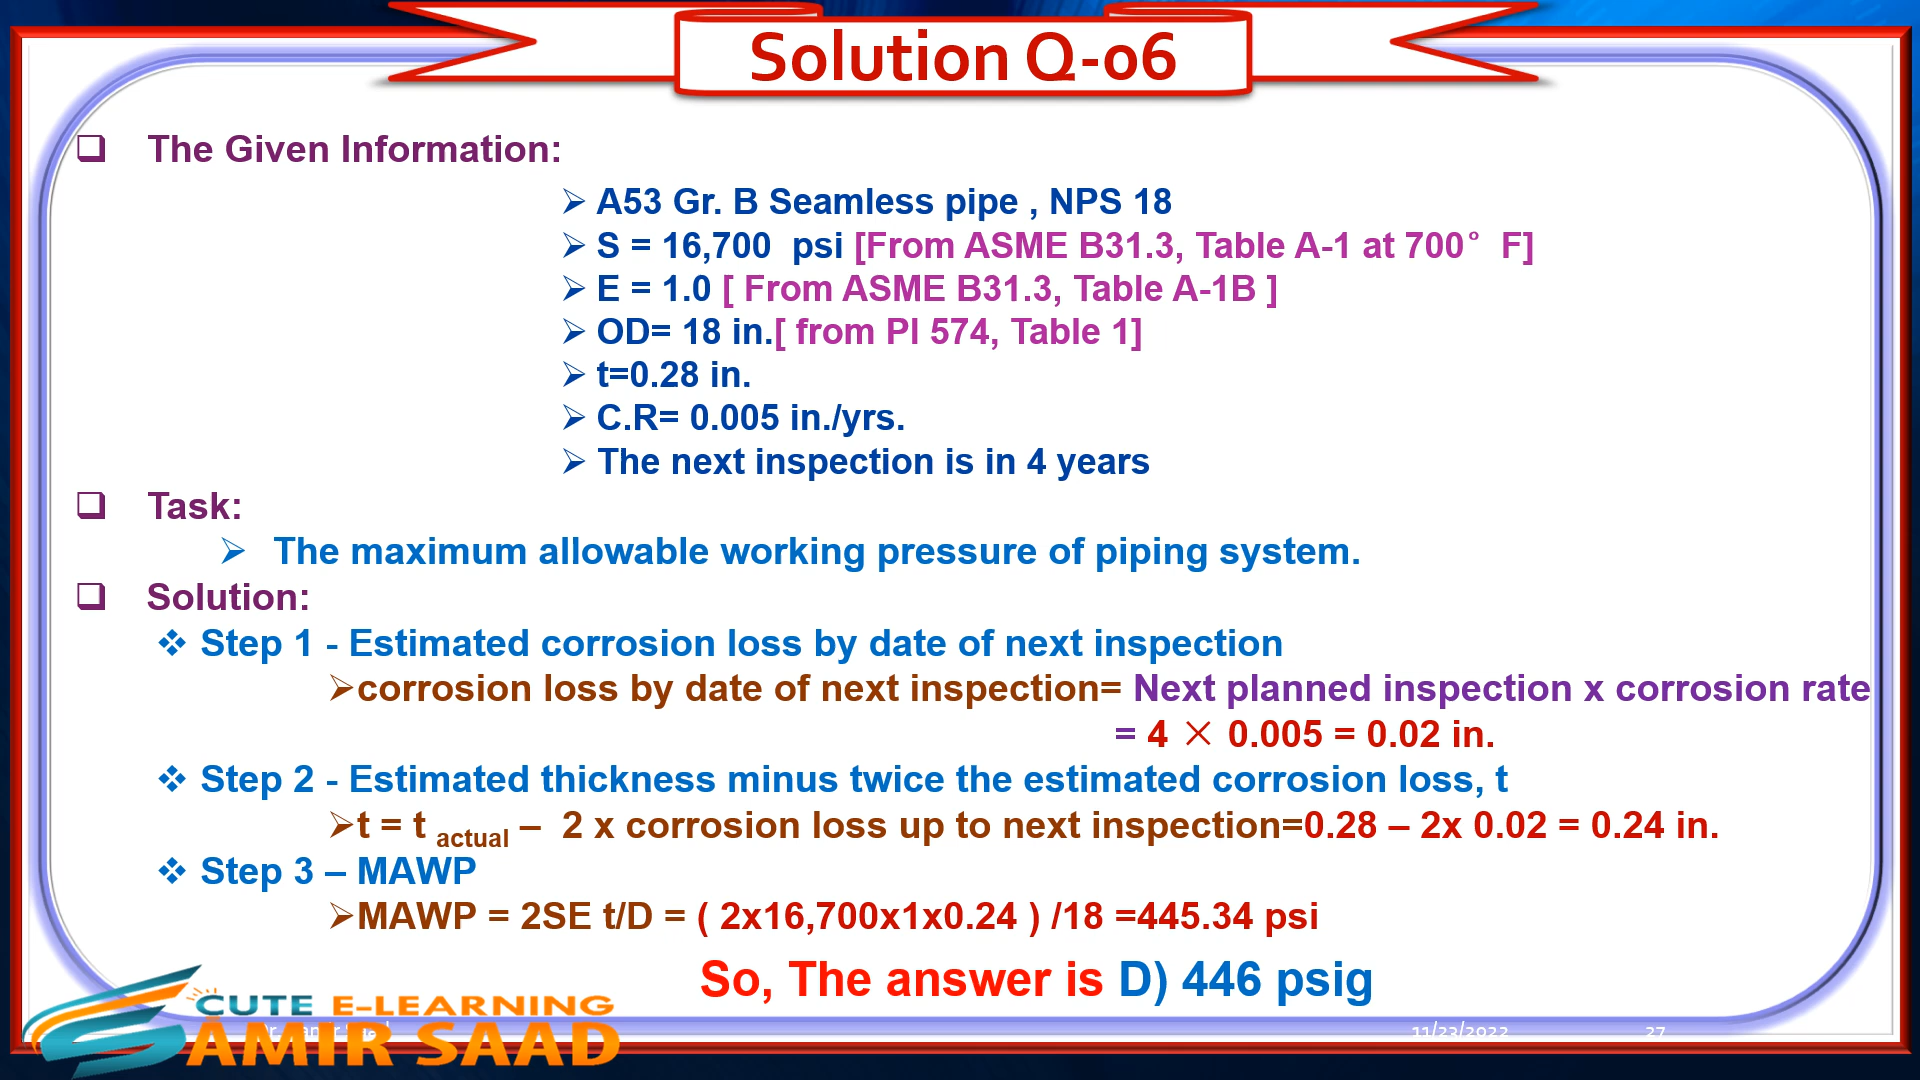 Solution Q-06
The Given Information:
A53 Gr. B Seamless pipe , NPS 18
S = 16,700 psi [From ASME B31.3, Table A-1 at 700° F]
E = 1.0 [ From ASME B31.3, Table A-1B ]
OD= 18 in.[ from PI 574, Table 1]
t=0.28 in.
C.R= 0.005 in./yrs.
The next inspection is in 4 years
Task:
The maximum allowable working pressure of piping system.
Solution:
Step 1 - Estimated corrosion loss by date of next inspection
corrosion loss by date of next inspection= Next planned inspection x corrosion rate
= 4 × 0.005 = 0.02 in.
Step 2 - Estimated thickness minus twice the estimated corrosion loss, t
t = t actual – 2 x corrosion loss up to next inspection=0.28 – 2x 0.02 = 0.24 in.
Step 3 – MAWP
MAWP = 2SE t/D = ( 2x16,700x1x0.24 ) /18 =445.34 psi
So, The answer is D) 446 psig
CUTE E-LEARNING
AMIR SAAD
11/23/2022
27